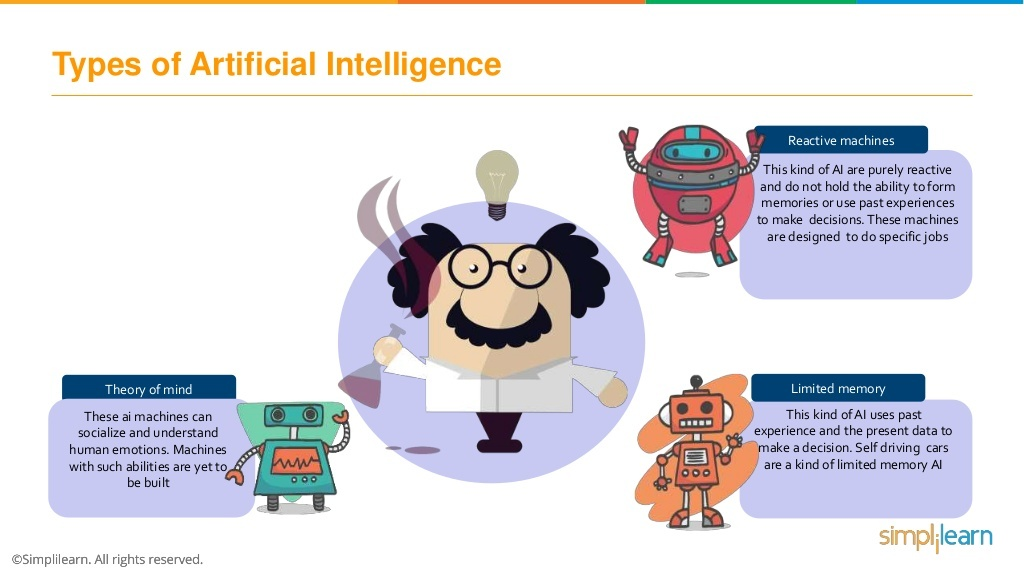 Types of Artificial Intelligence
Reactive machines
This kind of AI are purely reactive
and do not hold the ability to form
memories or use past experiences
to make decisions. These machines
are designed to do specific jobs
Theory of mind
These ai machines can
socialize and understand
human emotions. Machines
with such abilities are yet to
be built
Limited memory
This kind of AI uses past
experience and the present data to
make a decision. Self driving cars
are a kind of limited memory AI
simplilearn
©Simplilearn. All rights reserved.